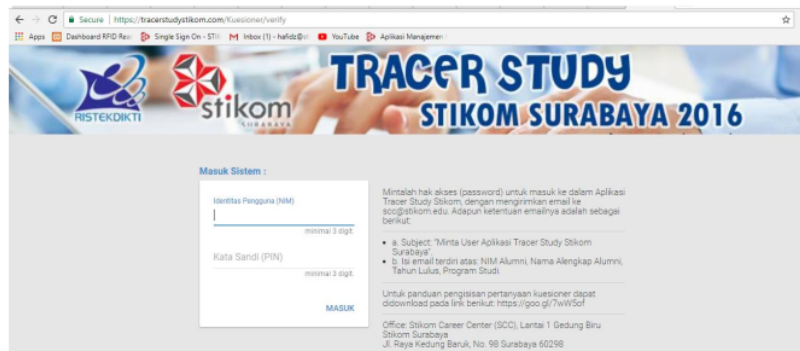 Secure | https://tracerstudystikom.com/Kuesioner/verify
Apps Dashboard RFID Rea Single Sign On - STI Inbox (1) - hafidz@st YouTube Aplikasi Manajemen
RISTEKDIKTI
stikom
SURABAYA
TRACER STUDY
STIKOM SURABAYA 2016
Masuk Sistem :
Identitas Pengguna (NIM)
minimal 3 digit.
Kata Sandi (PIN)
minimal 3 digit.
MASUK
Mintalah hak akses (password) untuk masuk ke dalam Aplikasi
Tracer Study Stikom, dengan mengirimkan email ke
scc@stikom.edu. Adapun ketentuan emailnya adalah sebagai
berikut:
a. Subject: "Minta User Aplikasi Tracer Study Stikom
Surabaya"
b. Isi email terdiri atas: NIM Alumni, Nama Alengkap Alumni,
Tahun Lulus, Program Studi.
Untuk panduan pengisisan pertanyaan kuesioner dapat
didownload pada link berikut: https://goo.gl/7wW5of
Office: Stikom Career Center (SCC), Lantai 1 Gedung Biru
Stikom Surabaya
Jl. Raya Kedung Baruk, No. 98 Surabaya 60298